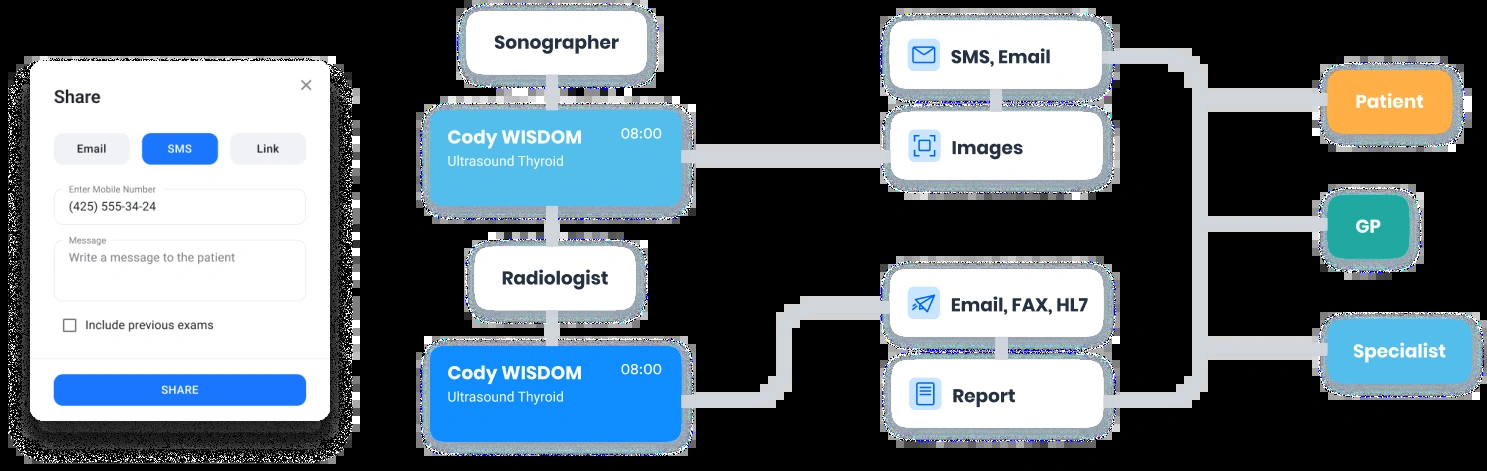 Share
Email
SMS
Link
Enter Mobile Number
(425) 555-34-24
Message
Write a message to the patient
Include previous exams
SHARE
Sonographer
Cody WISDOM 08:00
Ultrasound Thyroid
Radiologist
Cody WISDOM 08:00
Ultrasound Thyroid
SMS, Email
Images
Email, FAX, HL7
Report
Patient
GP
Specialist